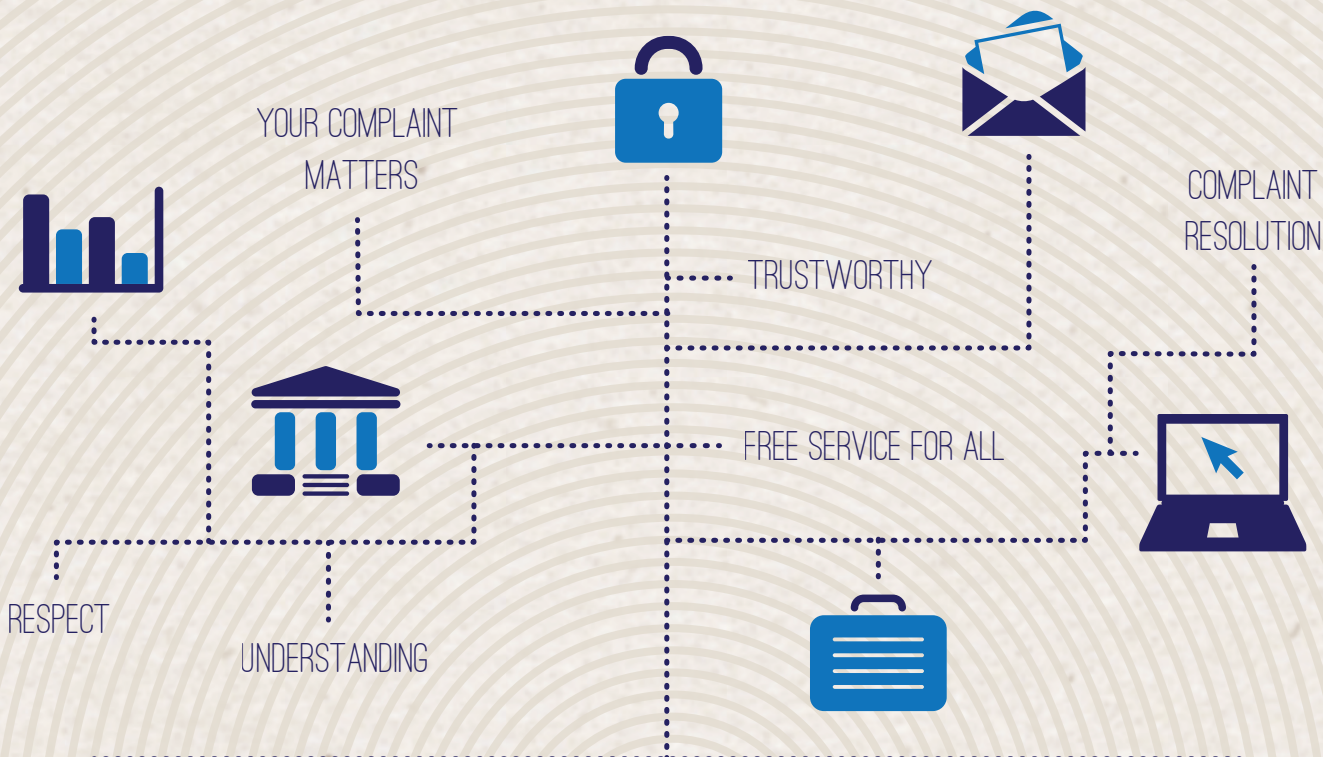 YOUR COMPLAINT
MATTERS
COMPLAINT
RESOLUTION
TRUSTWORTHY
FREE SERVICE FOR ALL
RESPECT
UNDERSTANDING